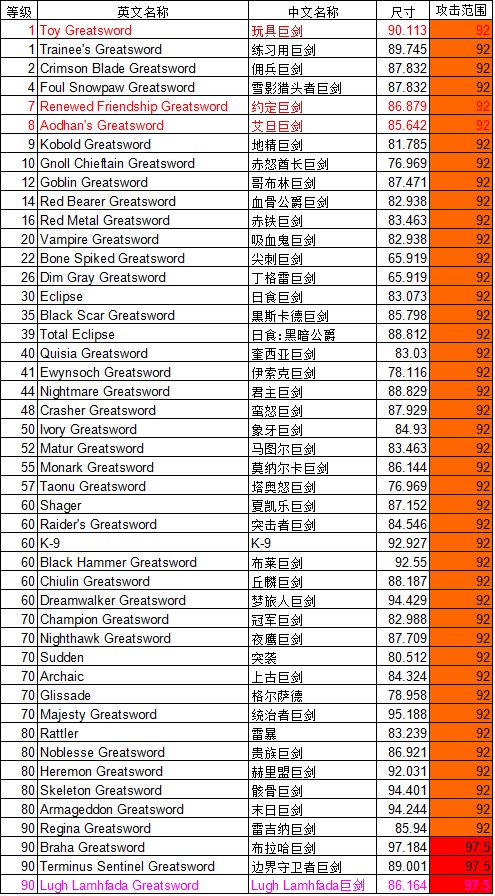 等级 英文名称 中文名称 尺寸 攻击范围
1 Toy Greatsword 玩具巨剑 90.113 92
1 Trainee's Greatsword 练习用巨剑 89.745 92
2 Crimson Blade Greatsword 佣兵巨剑 87.832 92
4 Foul Snowpaw Greatsword 雪影猎头者巨剑 87.832 92
7 Renewed Friendship Greatsword 约定巨剑 86.879 92
8 Aodhan's Greatsword 艾旦巨剑 85.642 92
9 Kobold Greatsword 地精巨剑 81.785 92
10 Gnoll Chieftain Greatsword 赤怒酋长巨剑 76.969 92
12 Goblin Greatsword 哥布林巨剑 87.471 92
14 Red Bearer Greatsword 血骨公爵巨剑 82.938 92
16 Red Metal Greatsword 赤铁巨剑 83.463 92
20 Vampire Greatsword 吸血鬼巨剑 82.938 92
22 Bone Spiked Greatsword 尖刺巨剑 65.919 92
26 Dim Gray Greatsword 丁格雷巨剑 65.919 92
30 Eclipse 日食巨剑 83.073 92
35 Black Scar Greatsword 黑斯卡德巨剑 85.798 92
39 Total Eclipse 日食:黑暗公爵 88.812 92
40 Quisia Greatsword 奎西亚巨剑 83.03 92
41 Ewynsoch Greatsword 伊索克巨剑 78.116 92
44 Nightmare Greatsword 君主巨剑 88.829 92
48 Crasher Greatsword 蛮怒巨剑 87.929 92
50 Ivory Greatsword 象牙巨剑 84.93 92
52 Matur Greatsword 马图尔巨剑 83.463 92
55 Monark Greatsword 莫纳尔卡巨剑 86.144 92
57 Taonu Greatsword 塔奥怒巨剑 76.969 92
60 Shager 夏凯乐巨剑 87.152 92
60 Raider's Greatsword 突击者巨剑 84.546 92
60 K-9 K-9 92.927 92
60 Black Hammer Greatsword 布莱巨剑 92.55 92
60 Chiulin Greatsword 丘麟巨剑 88.187 92
60 Dreamwalker Greatsword 梦旅人巨剑 94.429 92
70 Champion Greatsword 冠军巨剑 82.988 92
70 Nighthawk Greatsword 夜鹰巨剑 87.709 92
70 Sudden 突袭 80.512 92
70 Archaic 上古巨剑 84.324 92
70 Glissade 格尔萨德 78.958 92
70 Majesty Greatsword 统治者巨剑 95.188 92
80 Rattler 雷暴 83.239 92
80 Noblesse Greatsword 贵族巨剑 86.921 92
80 Heremon Greatsword 赫里盟巨剑 92.031 92
80 Skeleton Greatsword 骸骨巨剑 94.401 92
80 Armageddon Greatsword 末日巨剑 94.244 92
90 Regina Greatsword 雷吉纳巨剑 85.94 92
90 Braha Greatsword 布拉哈巨剑 97.184 97.5
90 Terminus Sentinel Greatsword 边界守卫者巨剑 89.001 97.5
90 Lugh Lamhfada Greatsword Lugh Lamhfada巨剑 86.164 97.5